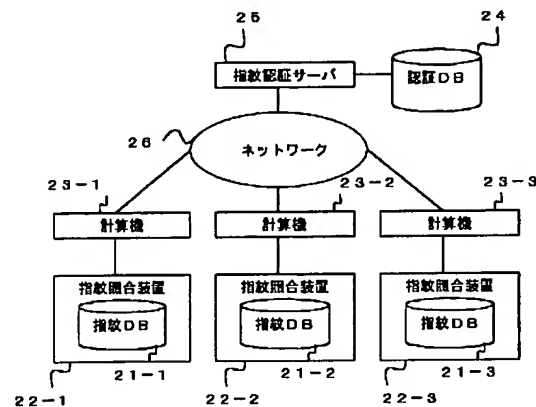 25
24
指紋認証サーバ
認証DB
26
ネットワーク
23-1
23-2
23-3
計算機
計算機
計算機
指紋照合装置
指紋照合装置
指紋照合装置
指紋DB
指紋DB
指紋DB
21-1
21-2
21-3
22-1
22-2
22-3